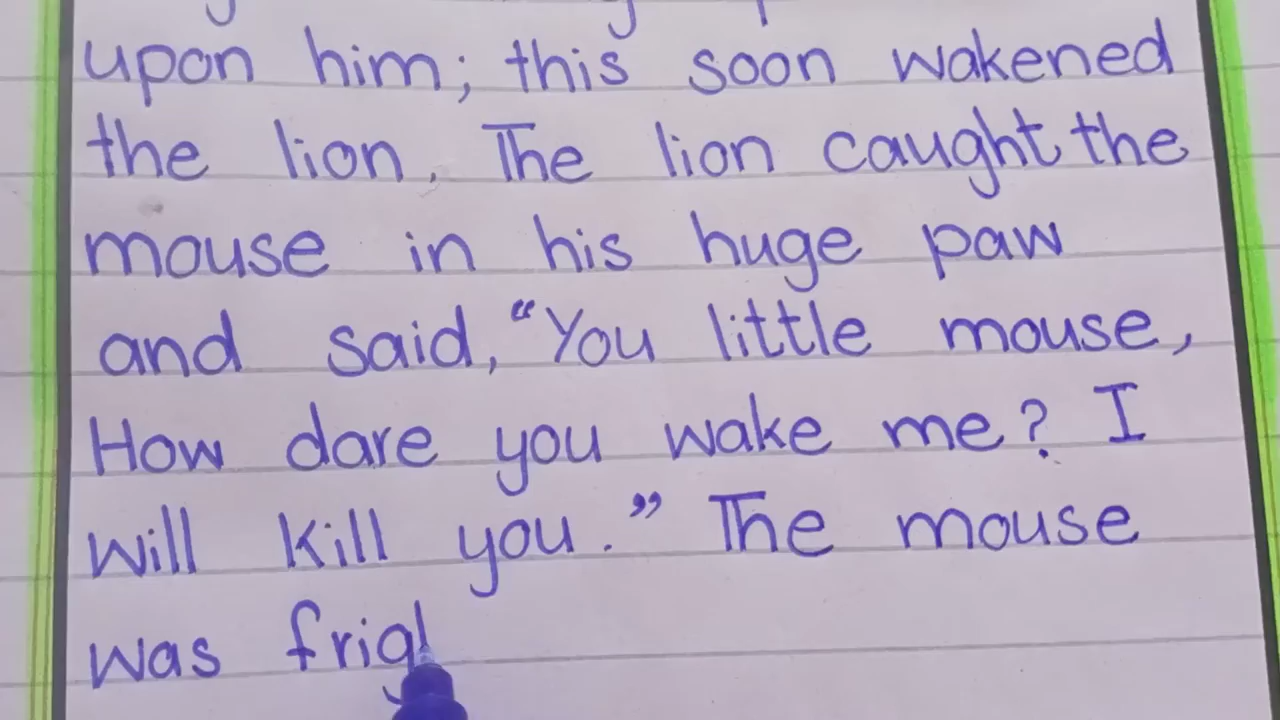 upon him; this soon wakened
the lion. The lion caught the
mouse in his huge paw
and said, “You little mouse,
How dare you wake me? I
will kill you.” The mouse
was frigh